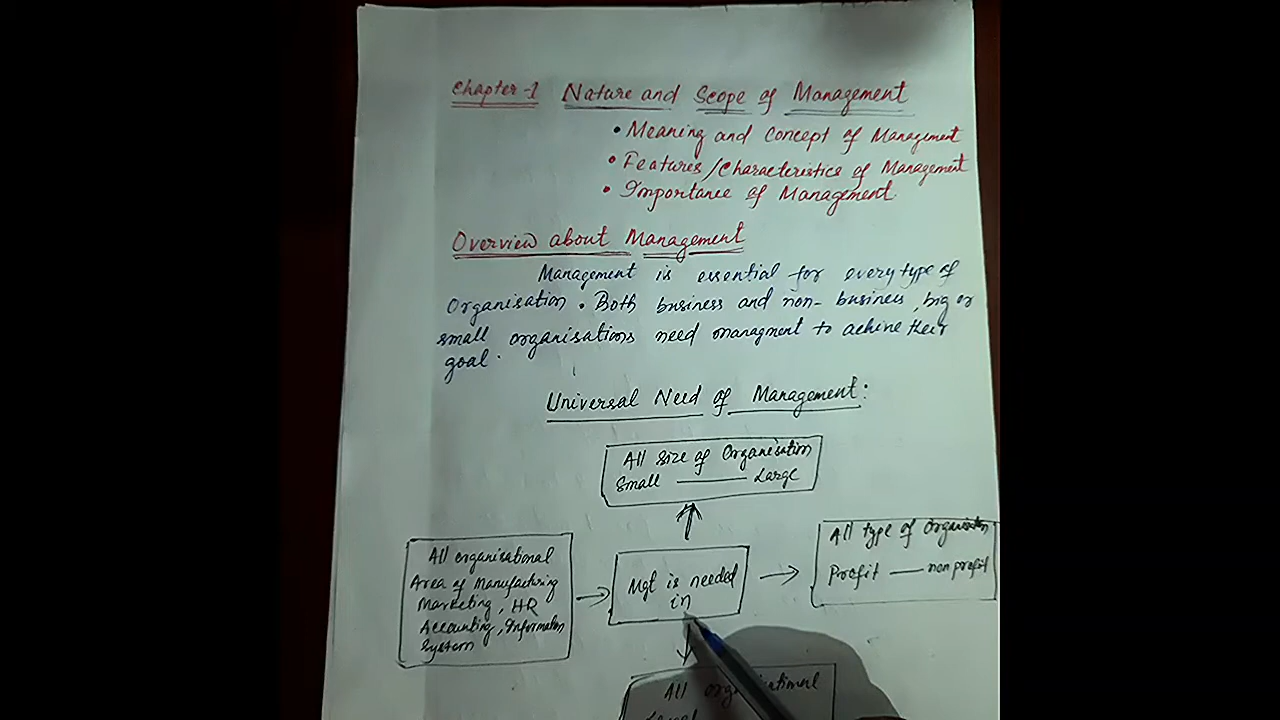 Chapter-1 Nature and Scope of Management
• Meaning and Concept of Management
• Features/Characteristics of Management
• Importance of Management.
Overview about Management
Management is essential for every type of
Organisation. Both business and non-business, big or
small organisations need managment to achine their
goal.
Universal Need of Management:
All size of Organisation
Small —— Large
All organisational
Area of Manufacturing
Marketing, HR
Accounting, Information
System
Mgt is needed
in
All type of Organisation
Profit —— non profit
All